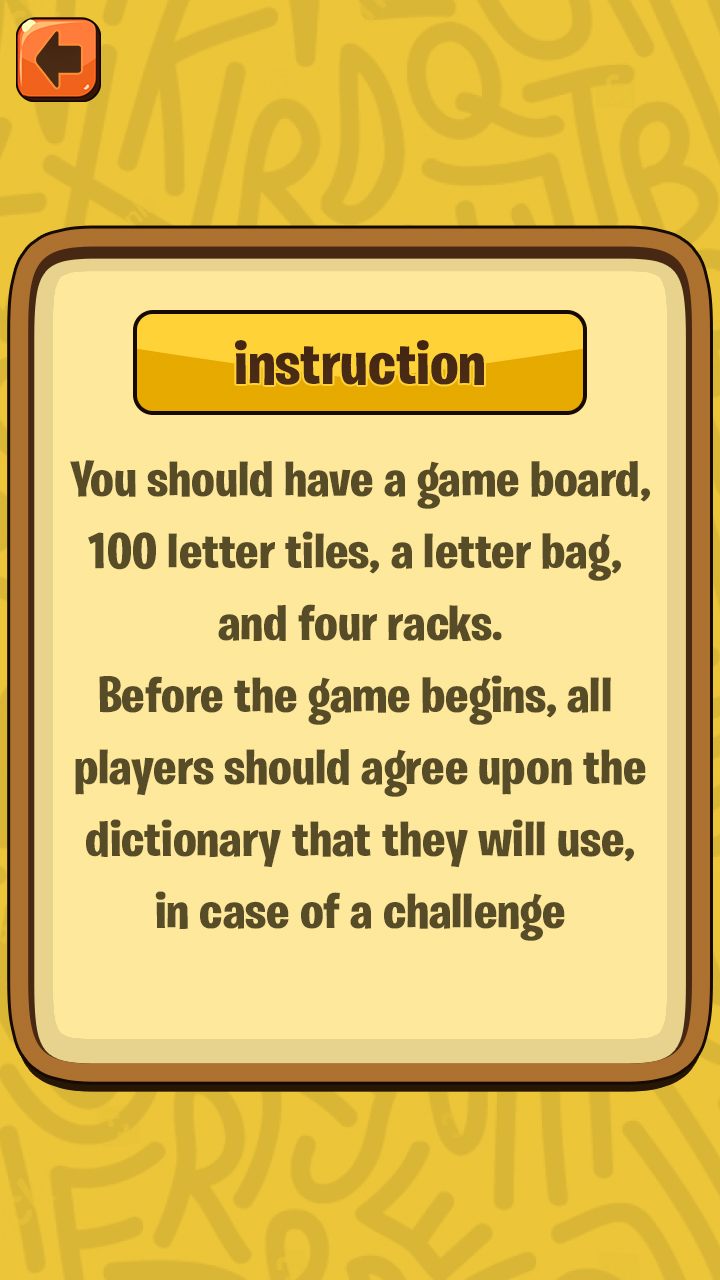 instruction
You should have a game board,
100 letter tiles, a letter bag,
and four racks.
Before the game begins, all
players should agree upon the
dictionary that they will use,
in case of a challenge